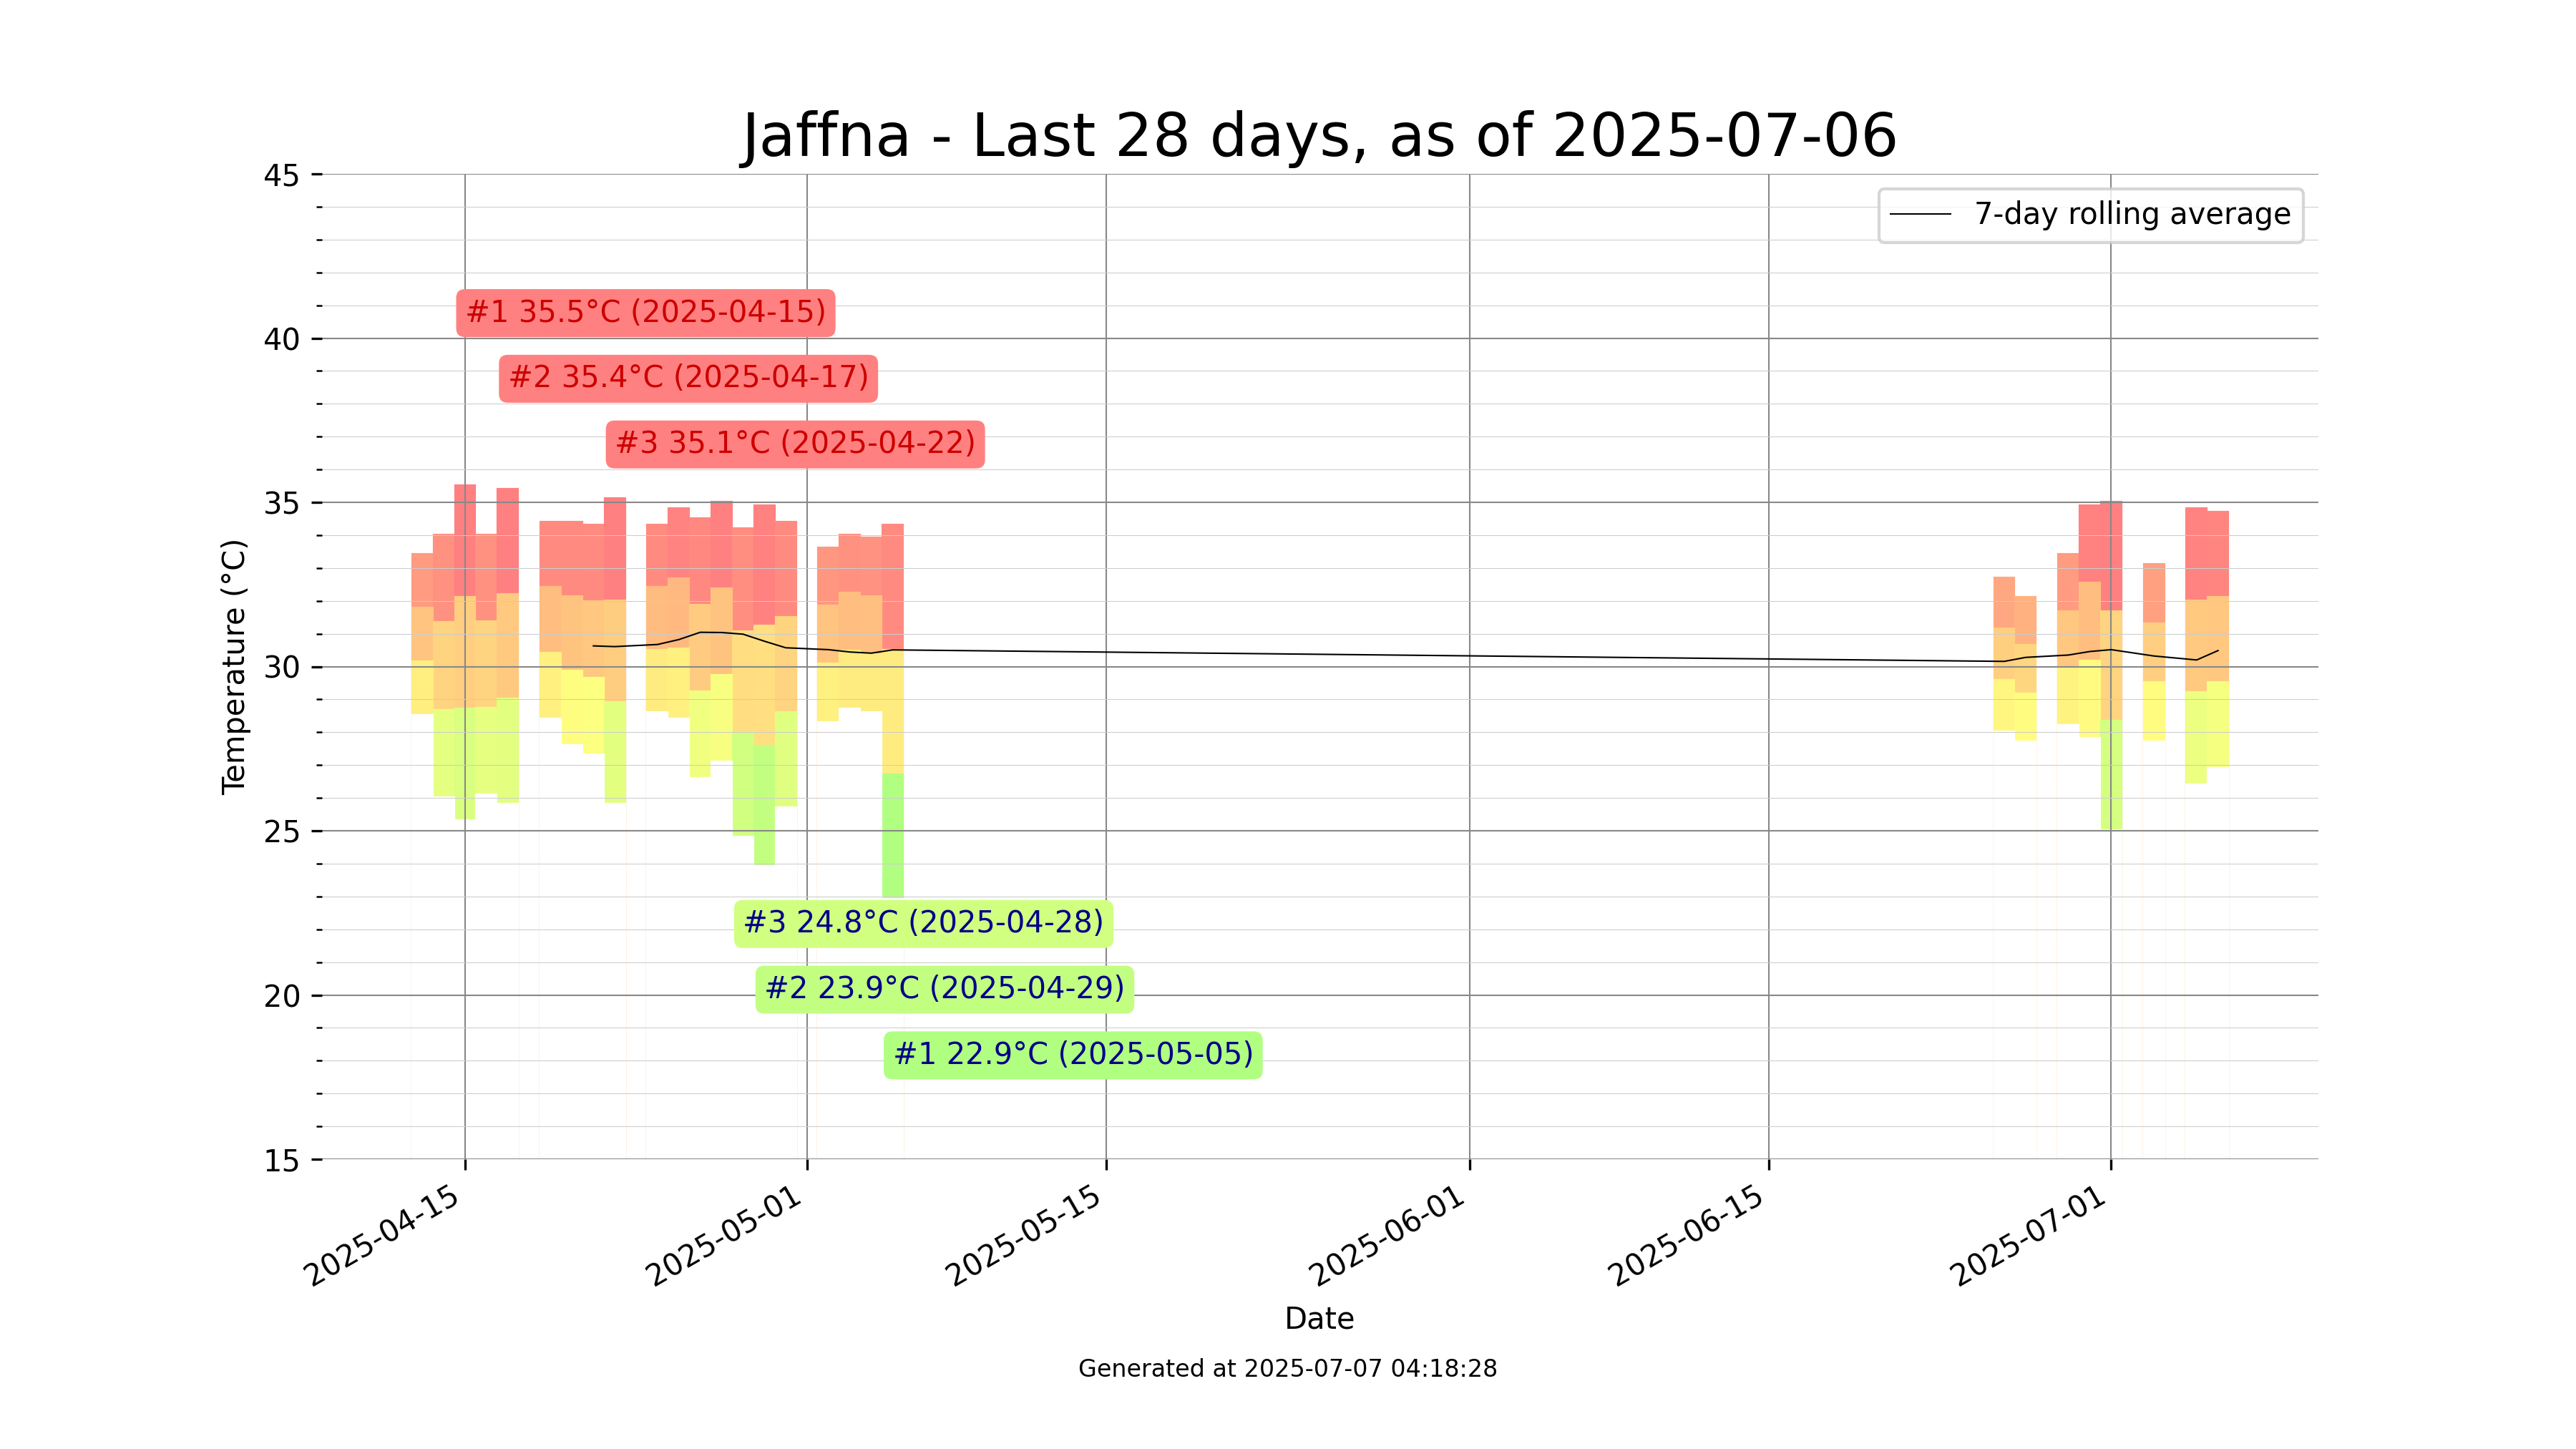 Jaffna - Last 28 days, as of 2025-07-06
7-day rolling average
45
40
35
30
25
20
15
Temperature (°C)
#1 35.5°C (2025-04-15)
#2 35.4°C (2025-04-17)
#3 35.1°C (2025-04-22)
#3 24.8°C (2025-04-28)
#2 23.9°C (2025-04-29)
#1 22.9°C (2025-05-05)
2025-04-15
2025-05-01
2025-05-15
2025-06-01
2025-06-15
2025-07-01
Date
Generated at 2025-07-07 04:18:28